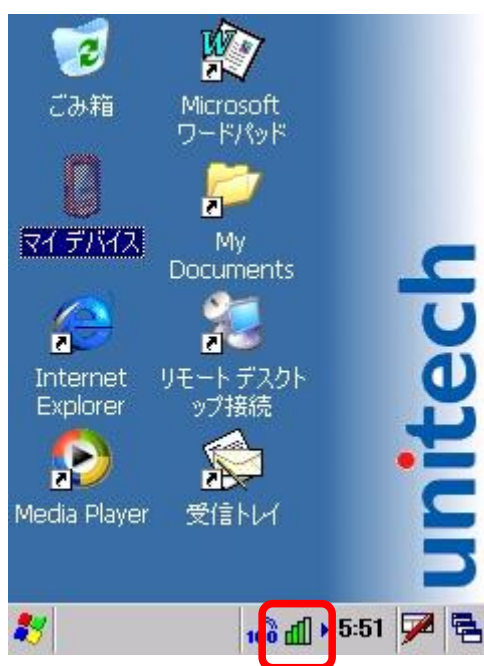 ごみ箱
Microsoft
ワードパッド
マイ デバイス
My
Documents
Internet
Explorer
リモート デスクト
ップ接続
Media Player
受信トレイ
unitech
100
5:51